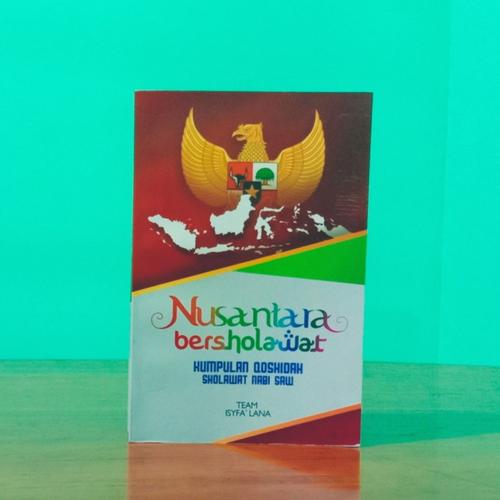 Nusantara
bersholawat
KUMPULAN QOSHIDAH
SHOLAWAT NABI SAW
TEAM
ISYFA' LANA